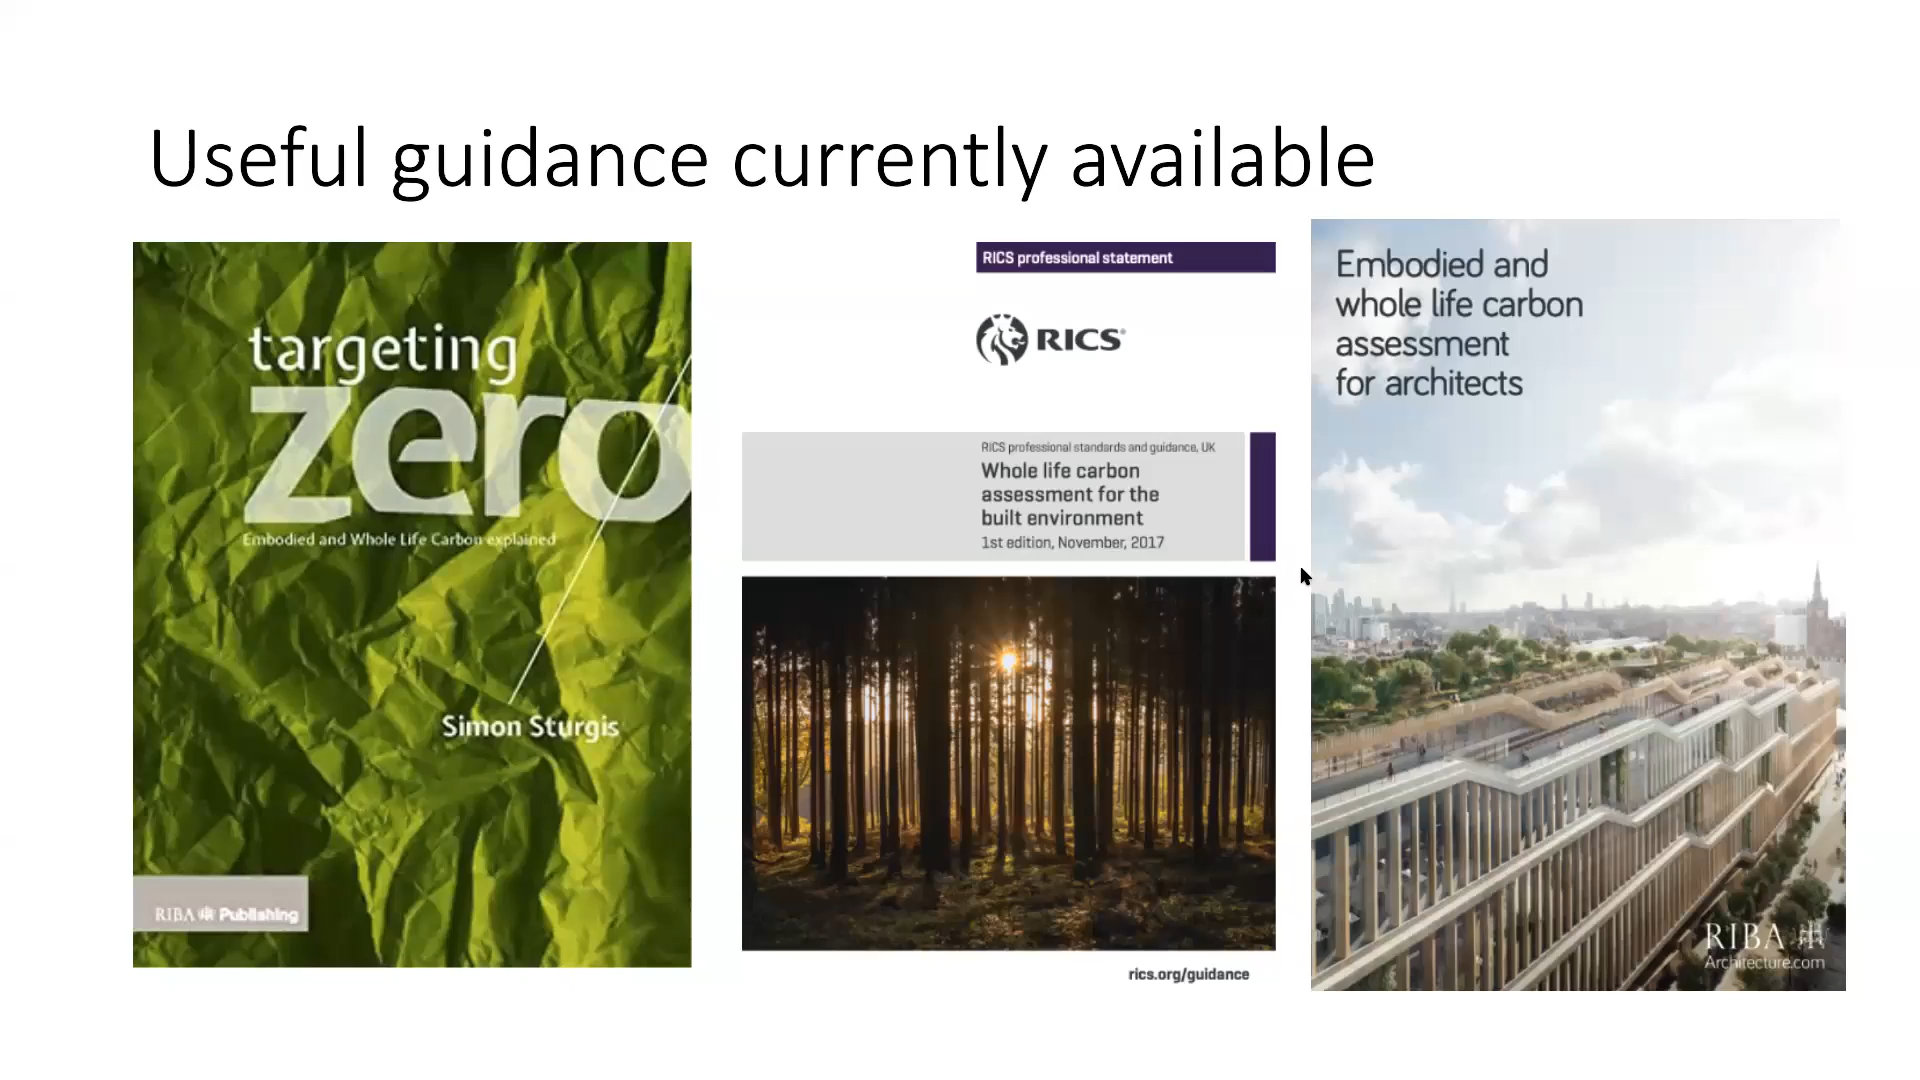 Useful guidance currently available
targeting
zero
Embodied and Whole Life Carbon explained
Simon Sturgis
RIBA Publishing
RICS professional statement
RICS
RICS professional standards and guidance, UK
Whole life carbon
assessment for the
built environment
1st edition, November, 2017
rics.org/guidance
Embodied and
whole life carbon
assessment
for architects
RIBA
Architecture.com